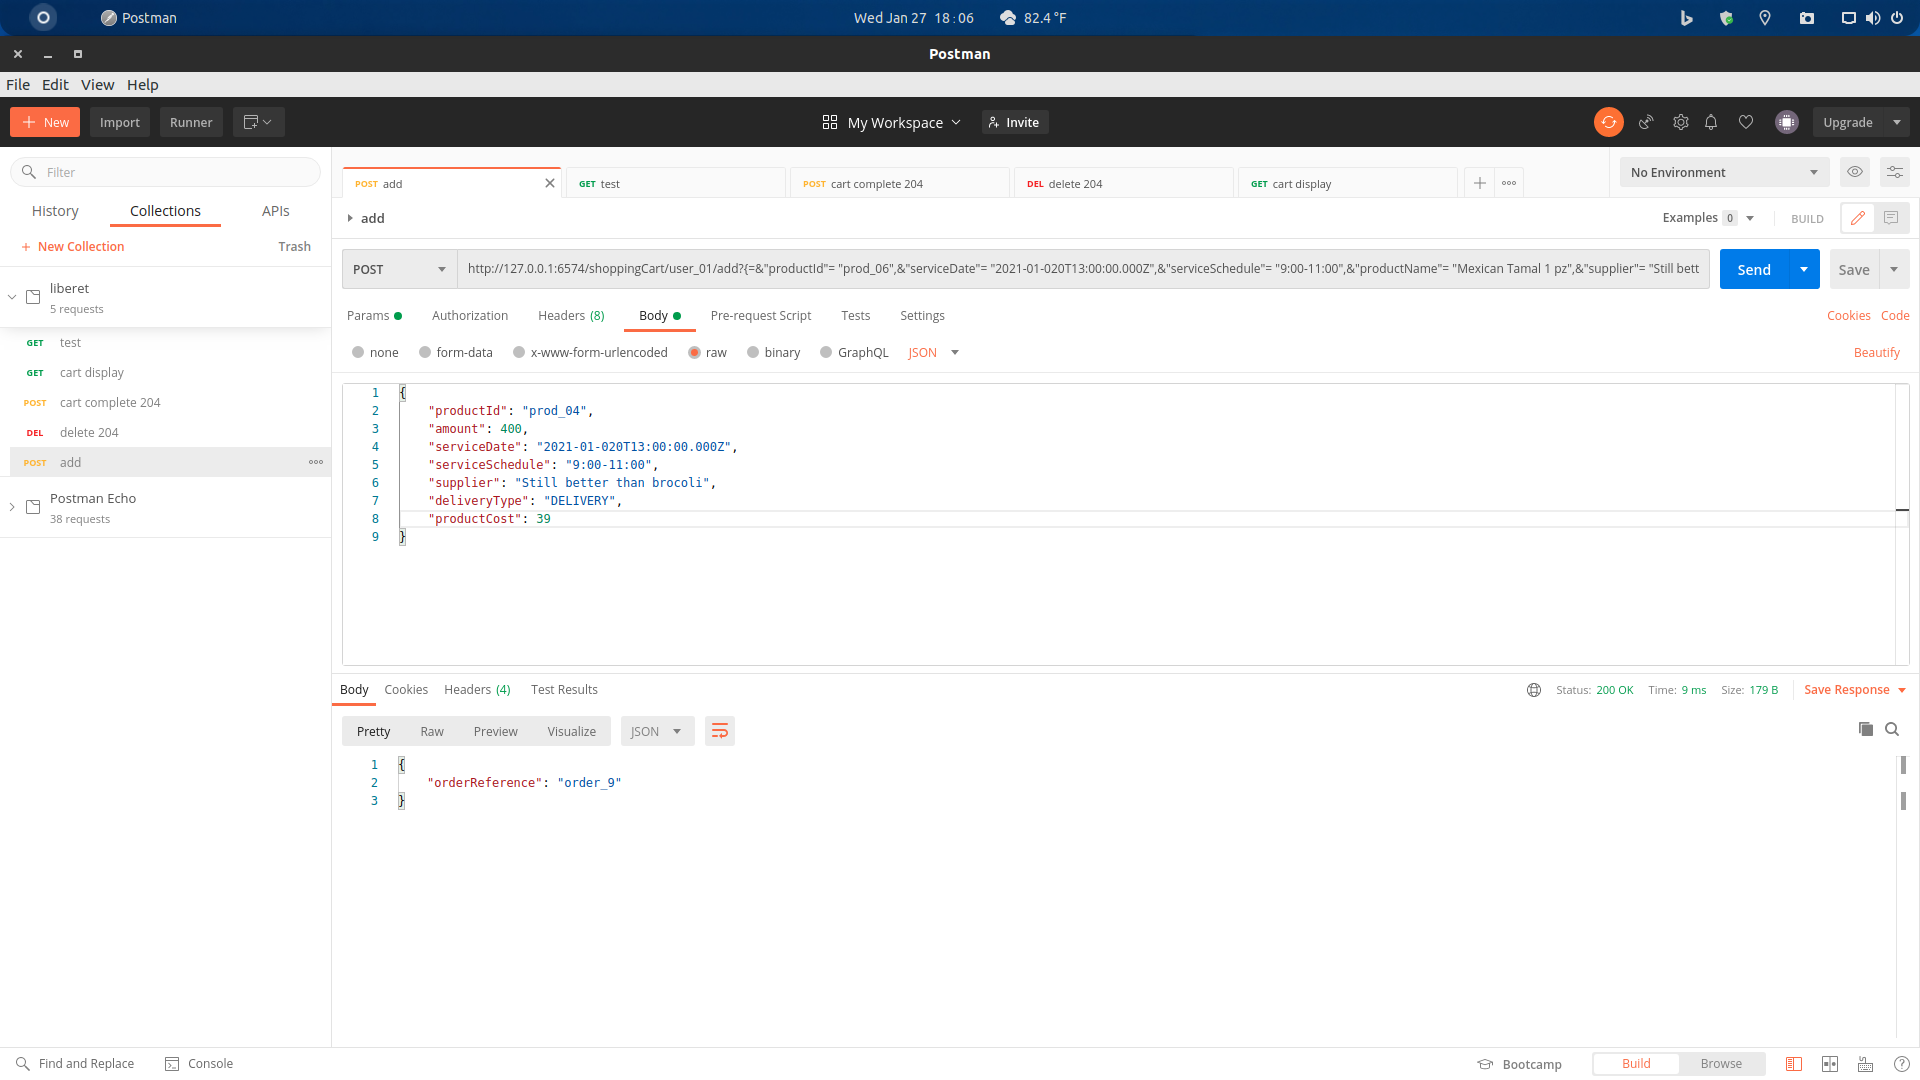 Postman
Wed Jan 27  18:06
82.4 °F
Postman
File Edit View Help
New
Import
Runner
My Workspace
Invite
Upgrade
Filter
History
Collections
APIs
+ New Collection
Trash
liberet
5 requests
GET test
GET cart display
POST cart complete 204
DEL delete 204
POST add
Postman Echo
38 requests
POST add
GET test
POST cart complete 204
DEL delete 204
GET cart display
No Environment
add
Examples 0
BUILD
POST
http://127.0.0.1:6574/shoppingCart/user_01/add?{=&"productId"= "prod_06",&"serviceDate"= "2021-01-020T13:00:00.000Z",&"serviceSchedule"= "9:00-11:00",&"productName"= "Mexican Tamal 1 pz",&"supplier"= "Still bett
Send
Save
Params
Authorization
Headers (8)
Body
Pre-request Script
Tests
Settings
Cookies Code
none
form-data
x-www-form-urlencoded
raw
binary
GraphQL
JSON
Beautify
1 {
2 "productId": "prod_04",
3 "amount": 400,
4 "serviceDate": "2021-01-020T13:00:00.000Z",
5 "serviceSchedule": "9:00-11:00",
6 "supplier": "Still better than brocoli",
7 "deliveryType": "DELIVERY",
8 "productCost": 39
9 }
Body
Cookies
Headers (4)
Test Results
Status: 200 OK
Time: 9 ms
Size: 179 B
Save Response
Pretty
Raw
Preview
Visualize
JSON
1 {
2 "orderReference": "order_9"
3 }
Find and Replace
Console
Bootcamp
Build
Browse